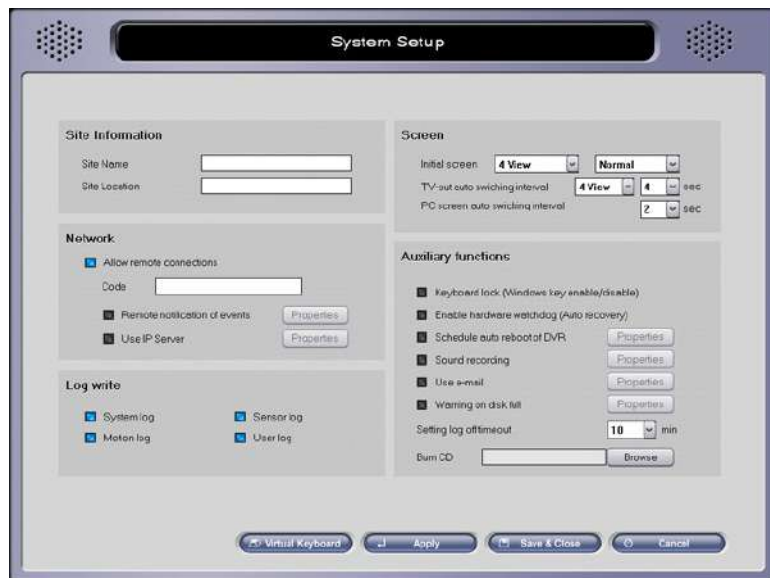 System Setup
Site Information
Site Name
Site Location
Network
Allow remote connections
Code
Remote notification of events Properties
Use IP Server Properties
Log write
System log Sensor log
Motion log User log
Screen
Initial screen 4 View Normal
TV-out auto swiching interval 4 View 4 sec
PC screen auto swiching interval 2 sec
Auxiliary functions
Keyboard lock (Windows key enable/disable)
Enable hardware watchdog (Auto recovery)
Schedule auto reboot of DVR Properties
Sound recording Properties
Use e-mail Properties
Warning on disk full Properties
Setting log off timeout 10 min
Burn CD Browse
Virtual Keyboard Apply Save & Close Cancel